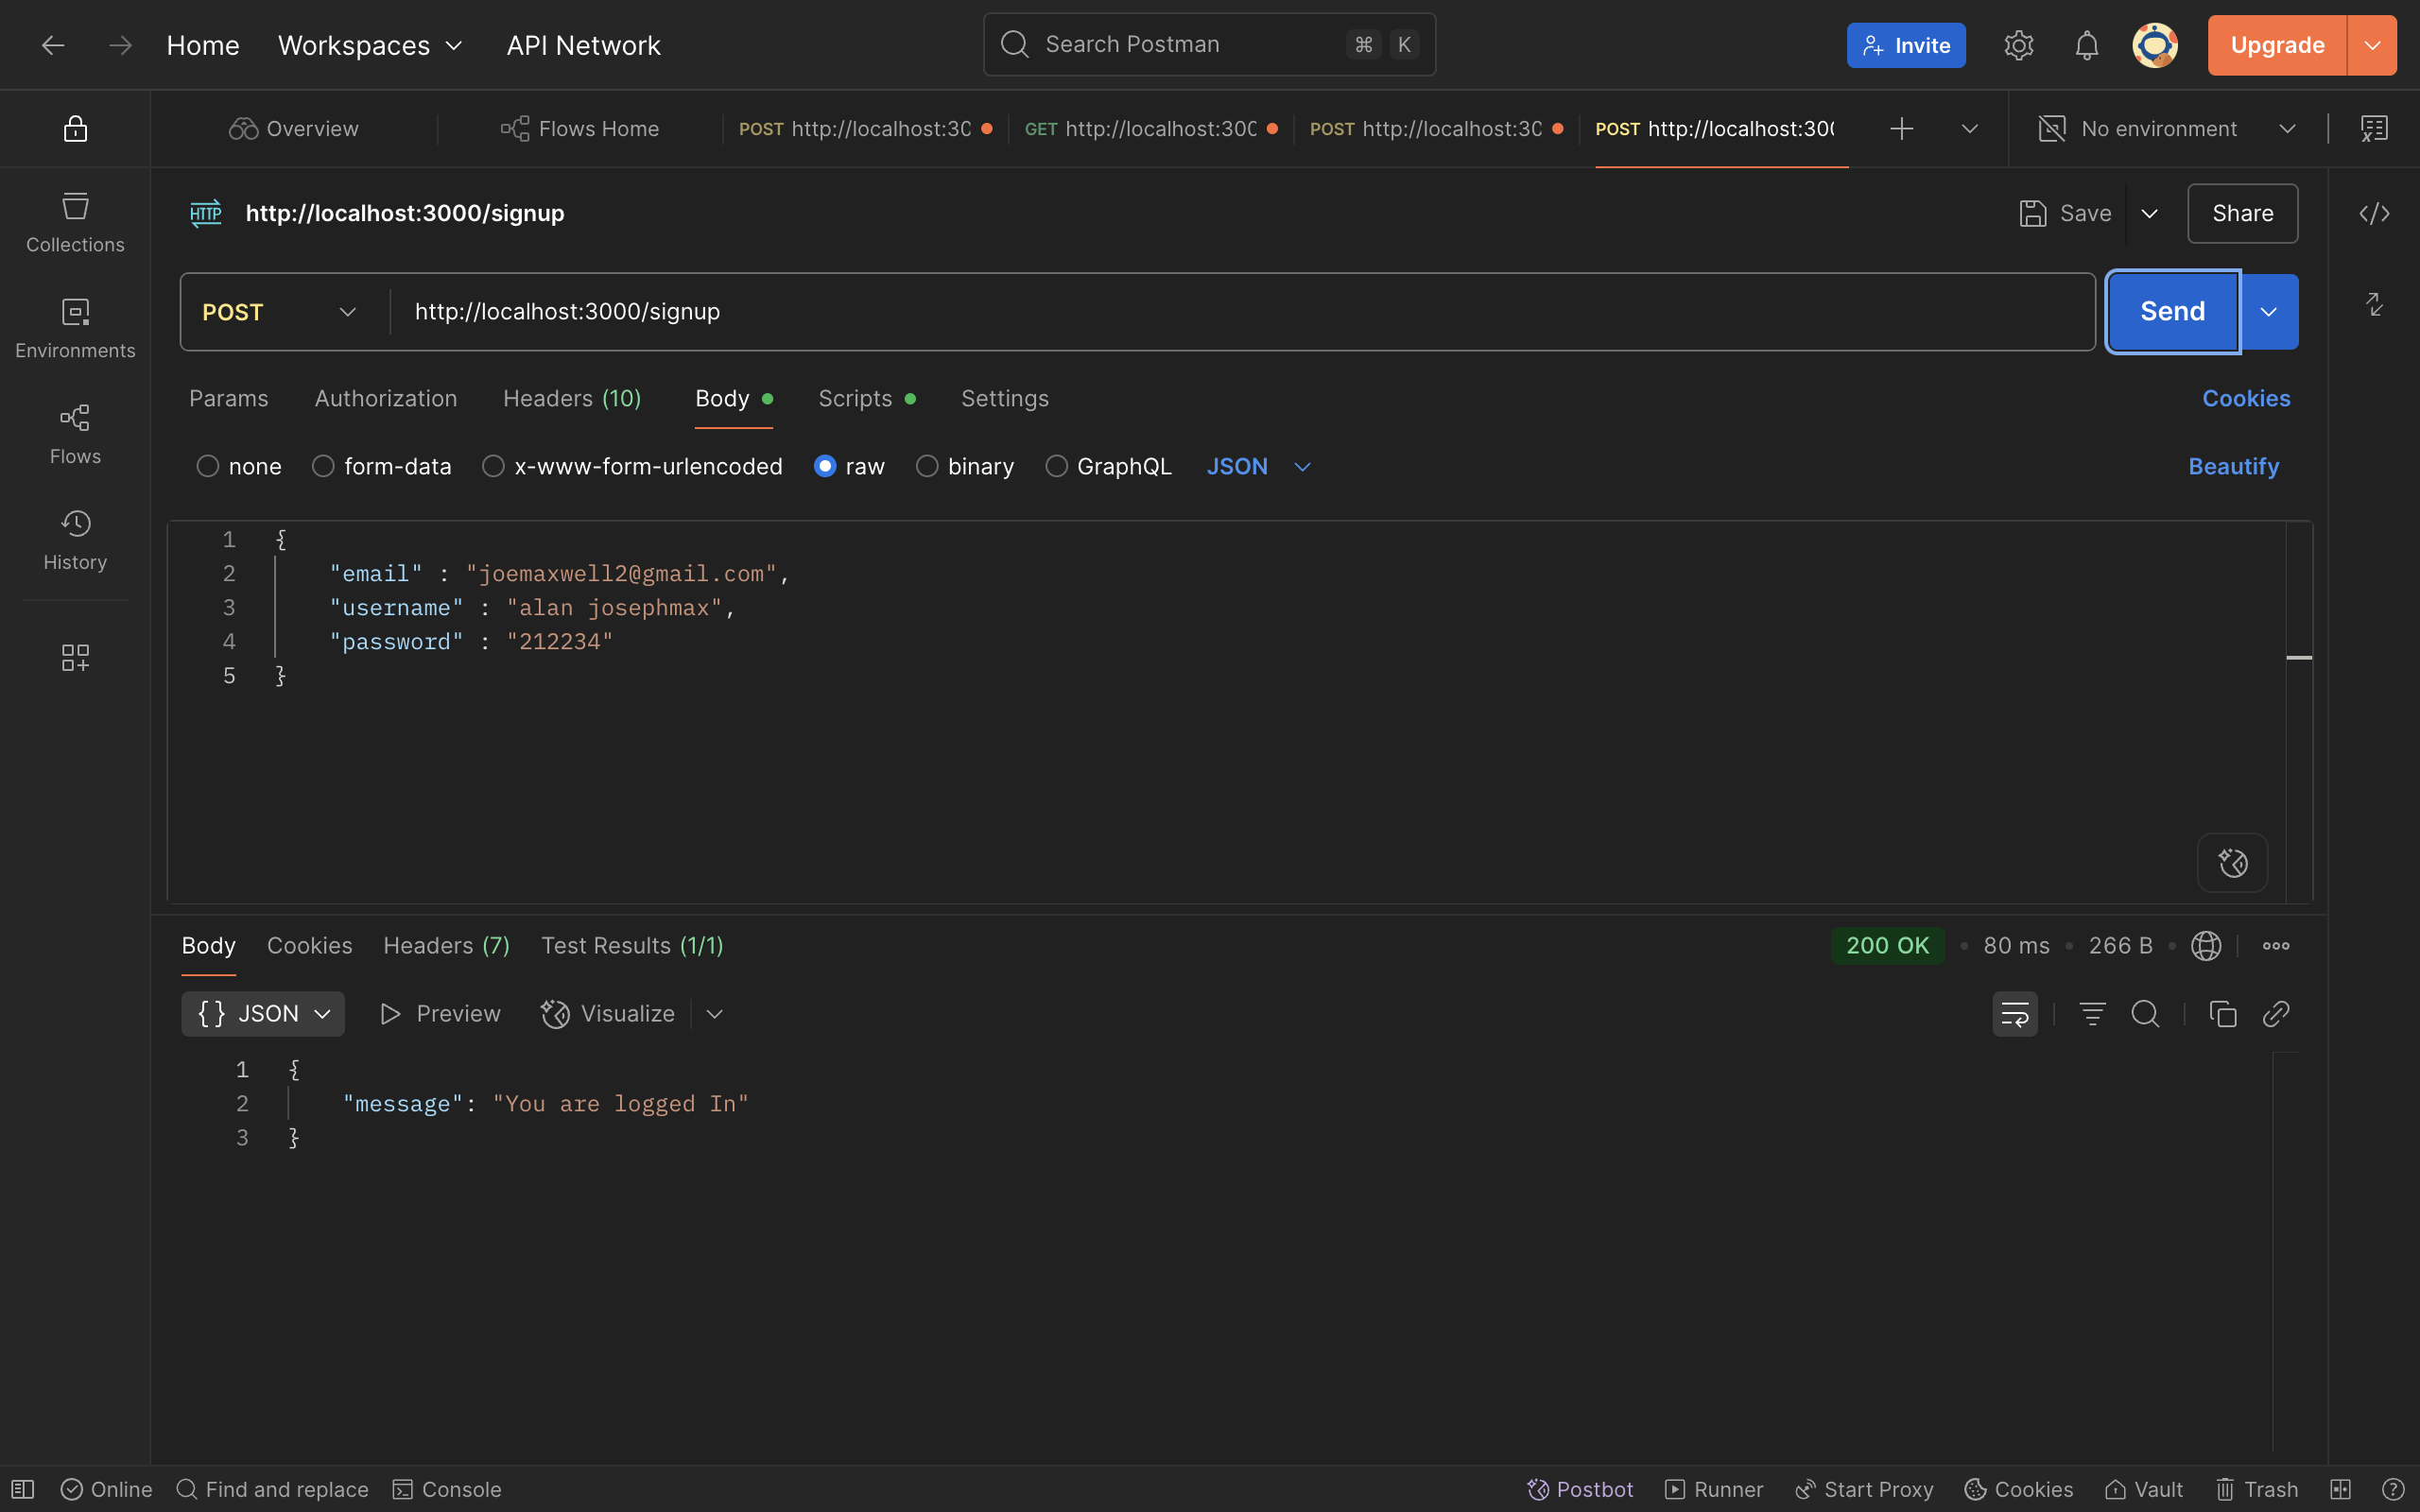 Home Workspaces API Network Search Postman ⌘ K Invite Upgrade
Overview Flows Home POST http://localhost:30 GET http://localhost:300 POST http://localhost:30 POST http://localhost:300 No environment
HTTP http://localhost:3000/signup Save Share
POST http://localhost:3000/signup Send
Params Authorization Headers (10) Body Scripts Settings Cookies
none form-data x-www-form-urlencoded raw binary GraphQL JSON Beautify
Collections
Environments
Flows
History
1 {
2 "email" : "joemaxwell2@gmail.com",
3 "username" : "alan josephmax",
4 "password" : "212234"
5 }
Body Cookies Headers (7) Test Results (1/1) 200 OK • 80 ms • 266 B •
{} JSON Preview Visualize
1 {
2 "message": "You are logged In"
3 }
Online Find and replace Console Postbot Runner Start Proxy Cookies Vault Trash